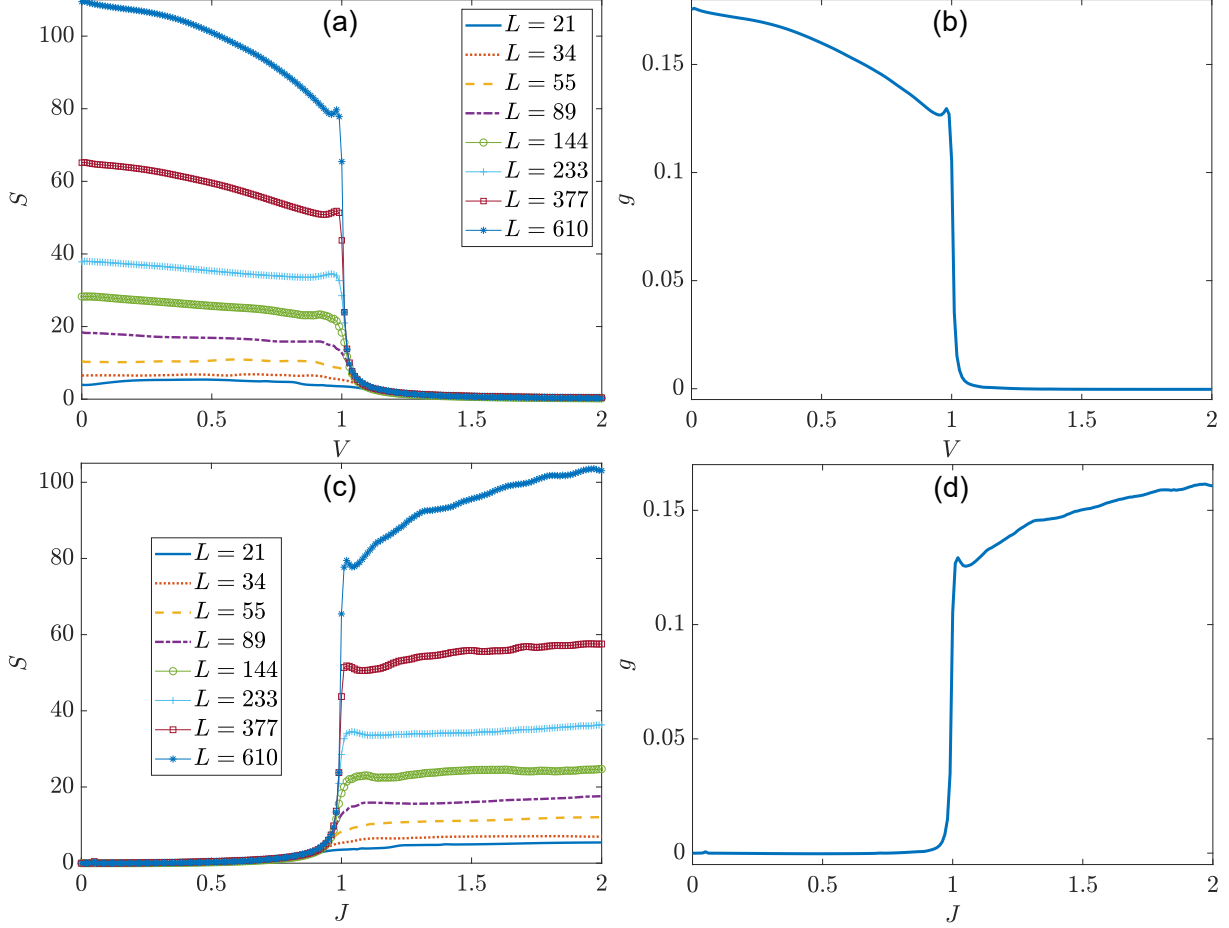 (a)
100
80
60
40
20
0
S
0 0.5 1 1.5 2
V
L = 21
L = 34
L = 55
L = 89
L = 144
L = 233
L = 377
L = 610
(b)
0.15
0.1
0.05
0
g
0 0.5 1 1.5 2
V
(c)
100
80
60
40
20
0
S
0 0.5 1 1.5 2
J
L = 21
L = 34
L = 55
L = 89
L = 144
L = 233
L = 377
L = 610
(d)
0.15
0.1
0.05
0
g
0 0.5 1 1.5 2
J